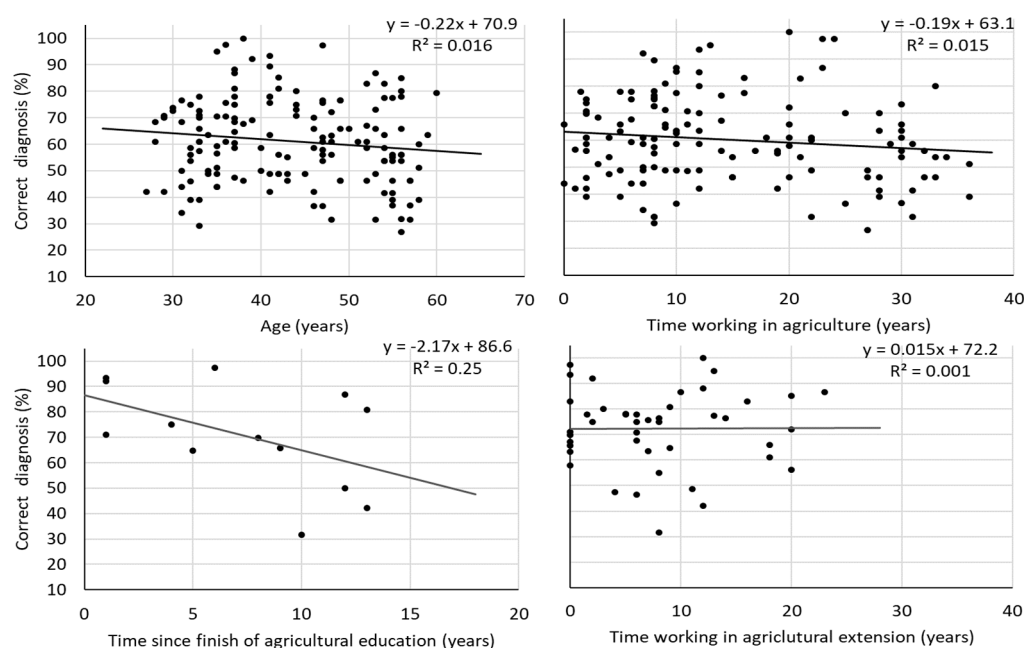 y = -0.22x + 70.9
R² = 0.016
100
90
80
70
60
50
40
30
20
10
Correct diagnosis (%)
20 30 40 50 60 70
Age (years)
y = -0.19x + 63.1
R² = 0.015
0 10 20 30 40
Time working in agriculture (years)
y = -2.17x + 86.6
R² = 0.25
100
90
80
70
60
50
40
30
20
10
Correct diagnosis (%)
0 5 10 15 20
Time since finish of agricultural education (years)
y = 0.015x + 72.2
R² = 0.001
0 10 20 30 40
Time working in agriclutural extension (years)